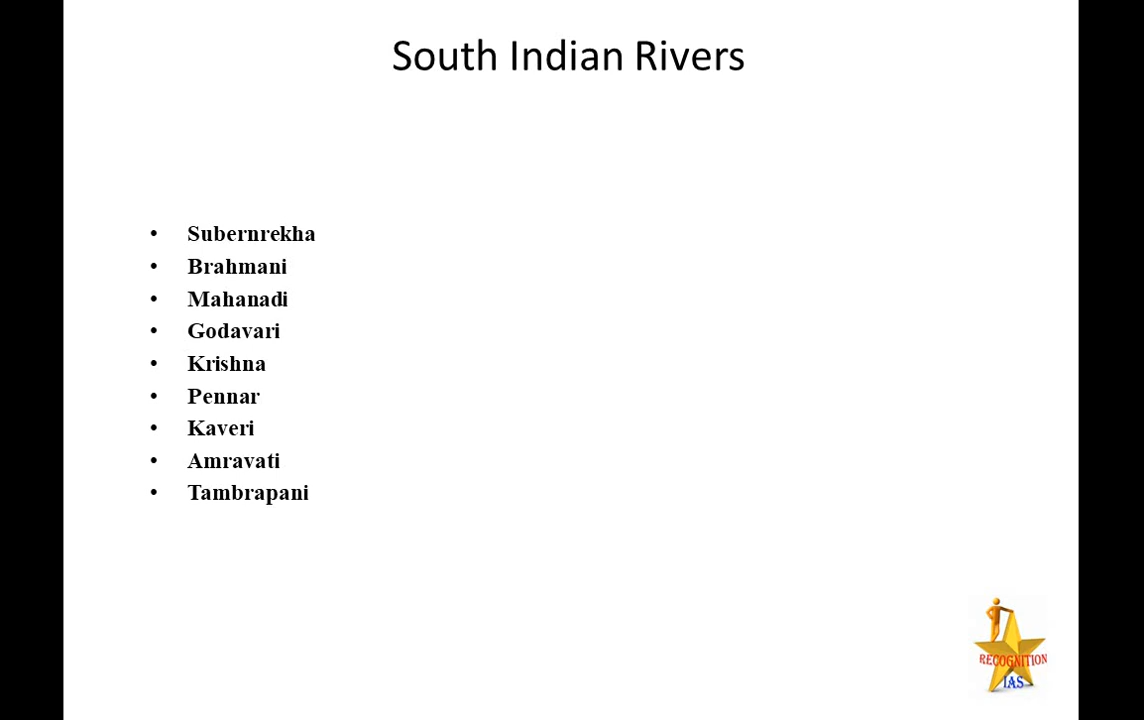 South Indian Rivers
• Subernrekha
• Brahmani
• Mahanadi
• Godavari
• Krishna
• Pennar
• Kaveri
• Amravati
• Tambrapani
RECOGNITION
IAS